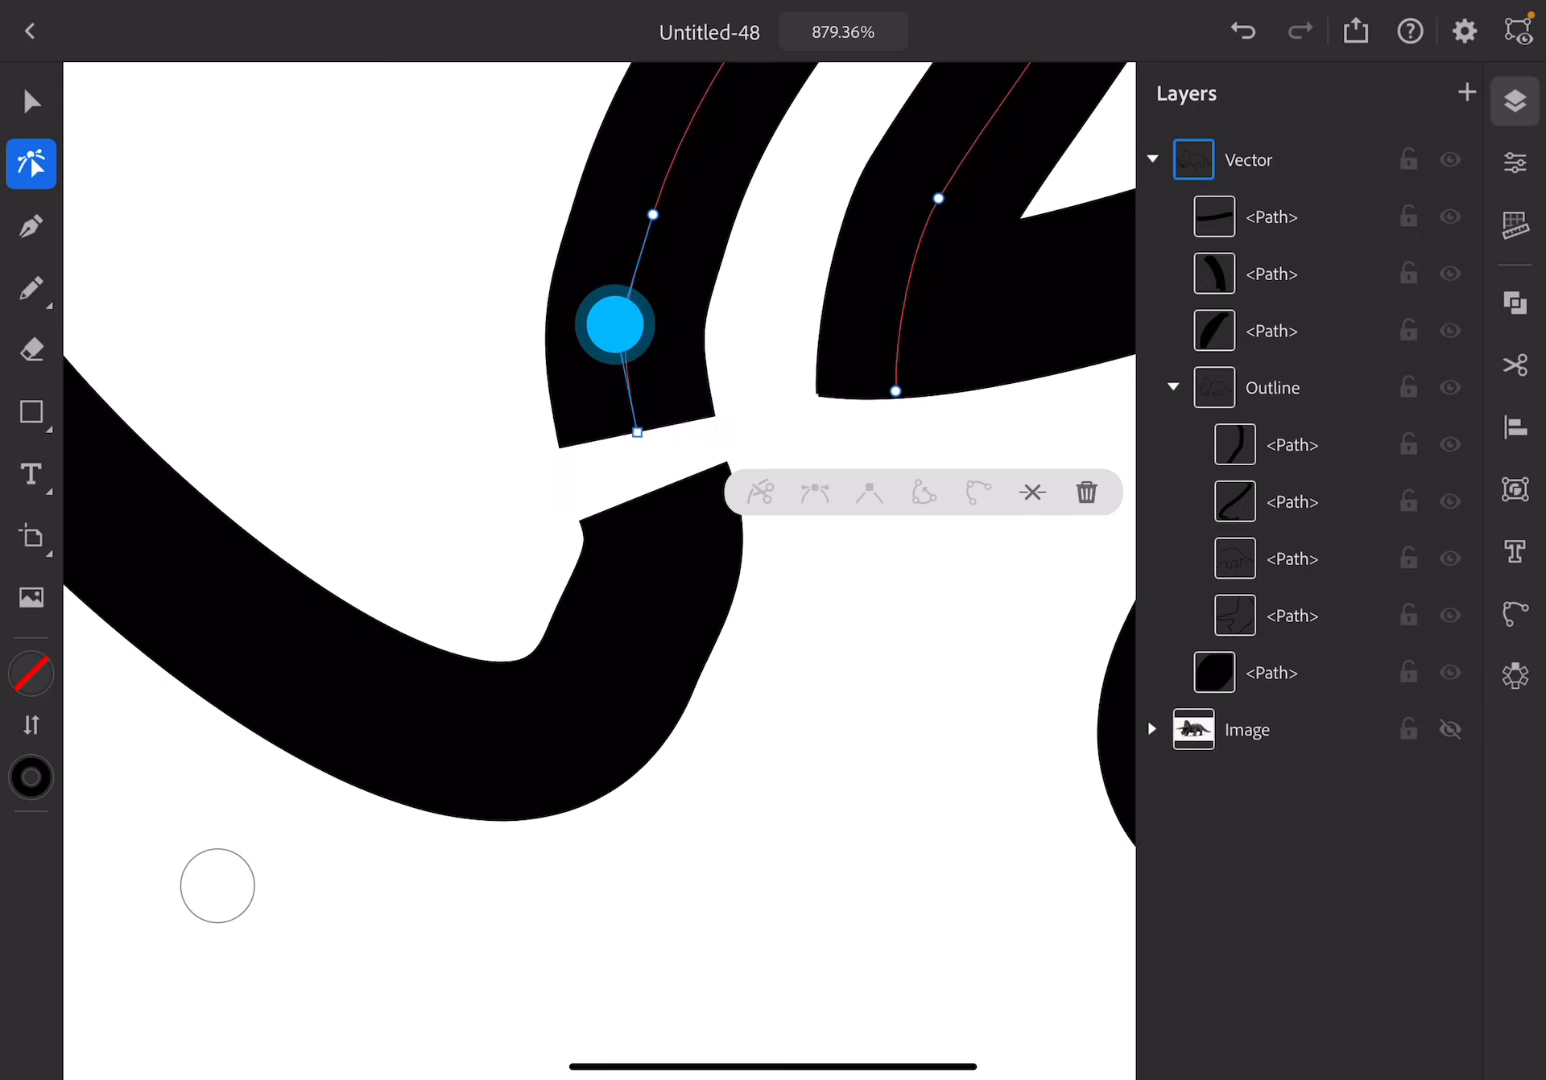 Untitled-48
879.36%
Layers
Vector
<Path>
<Path>
<Path>
Outline
<Path>
<Path>
<Path>
<Path>
<Path>
Image